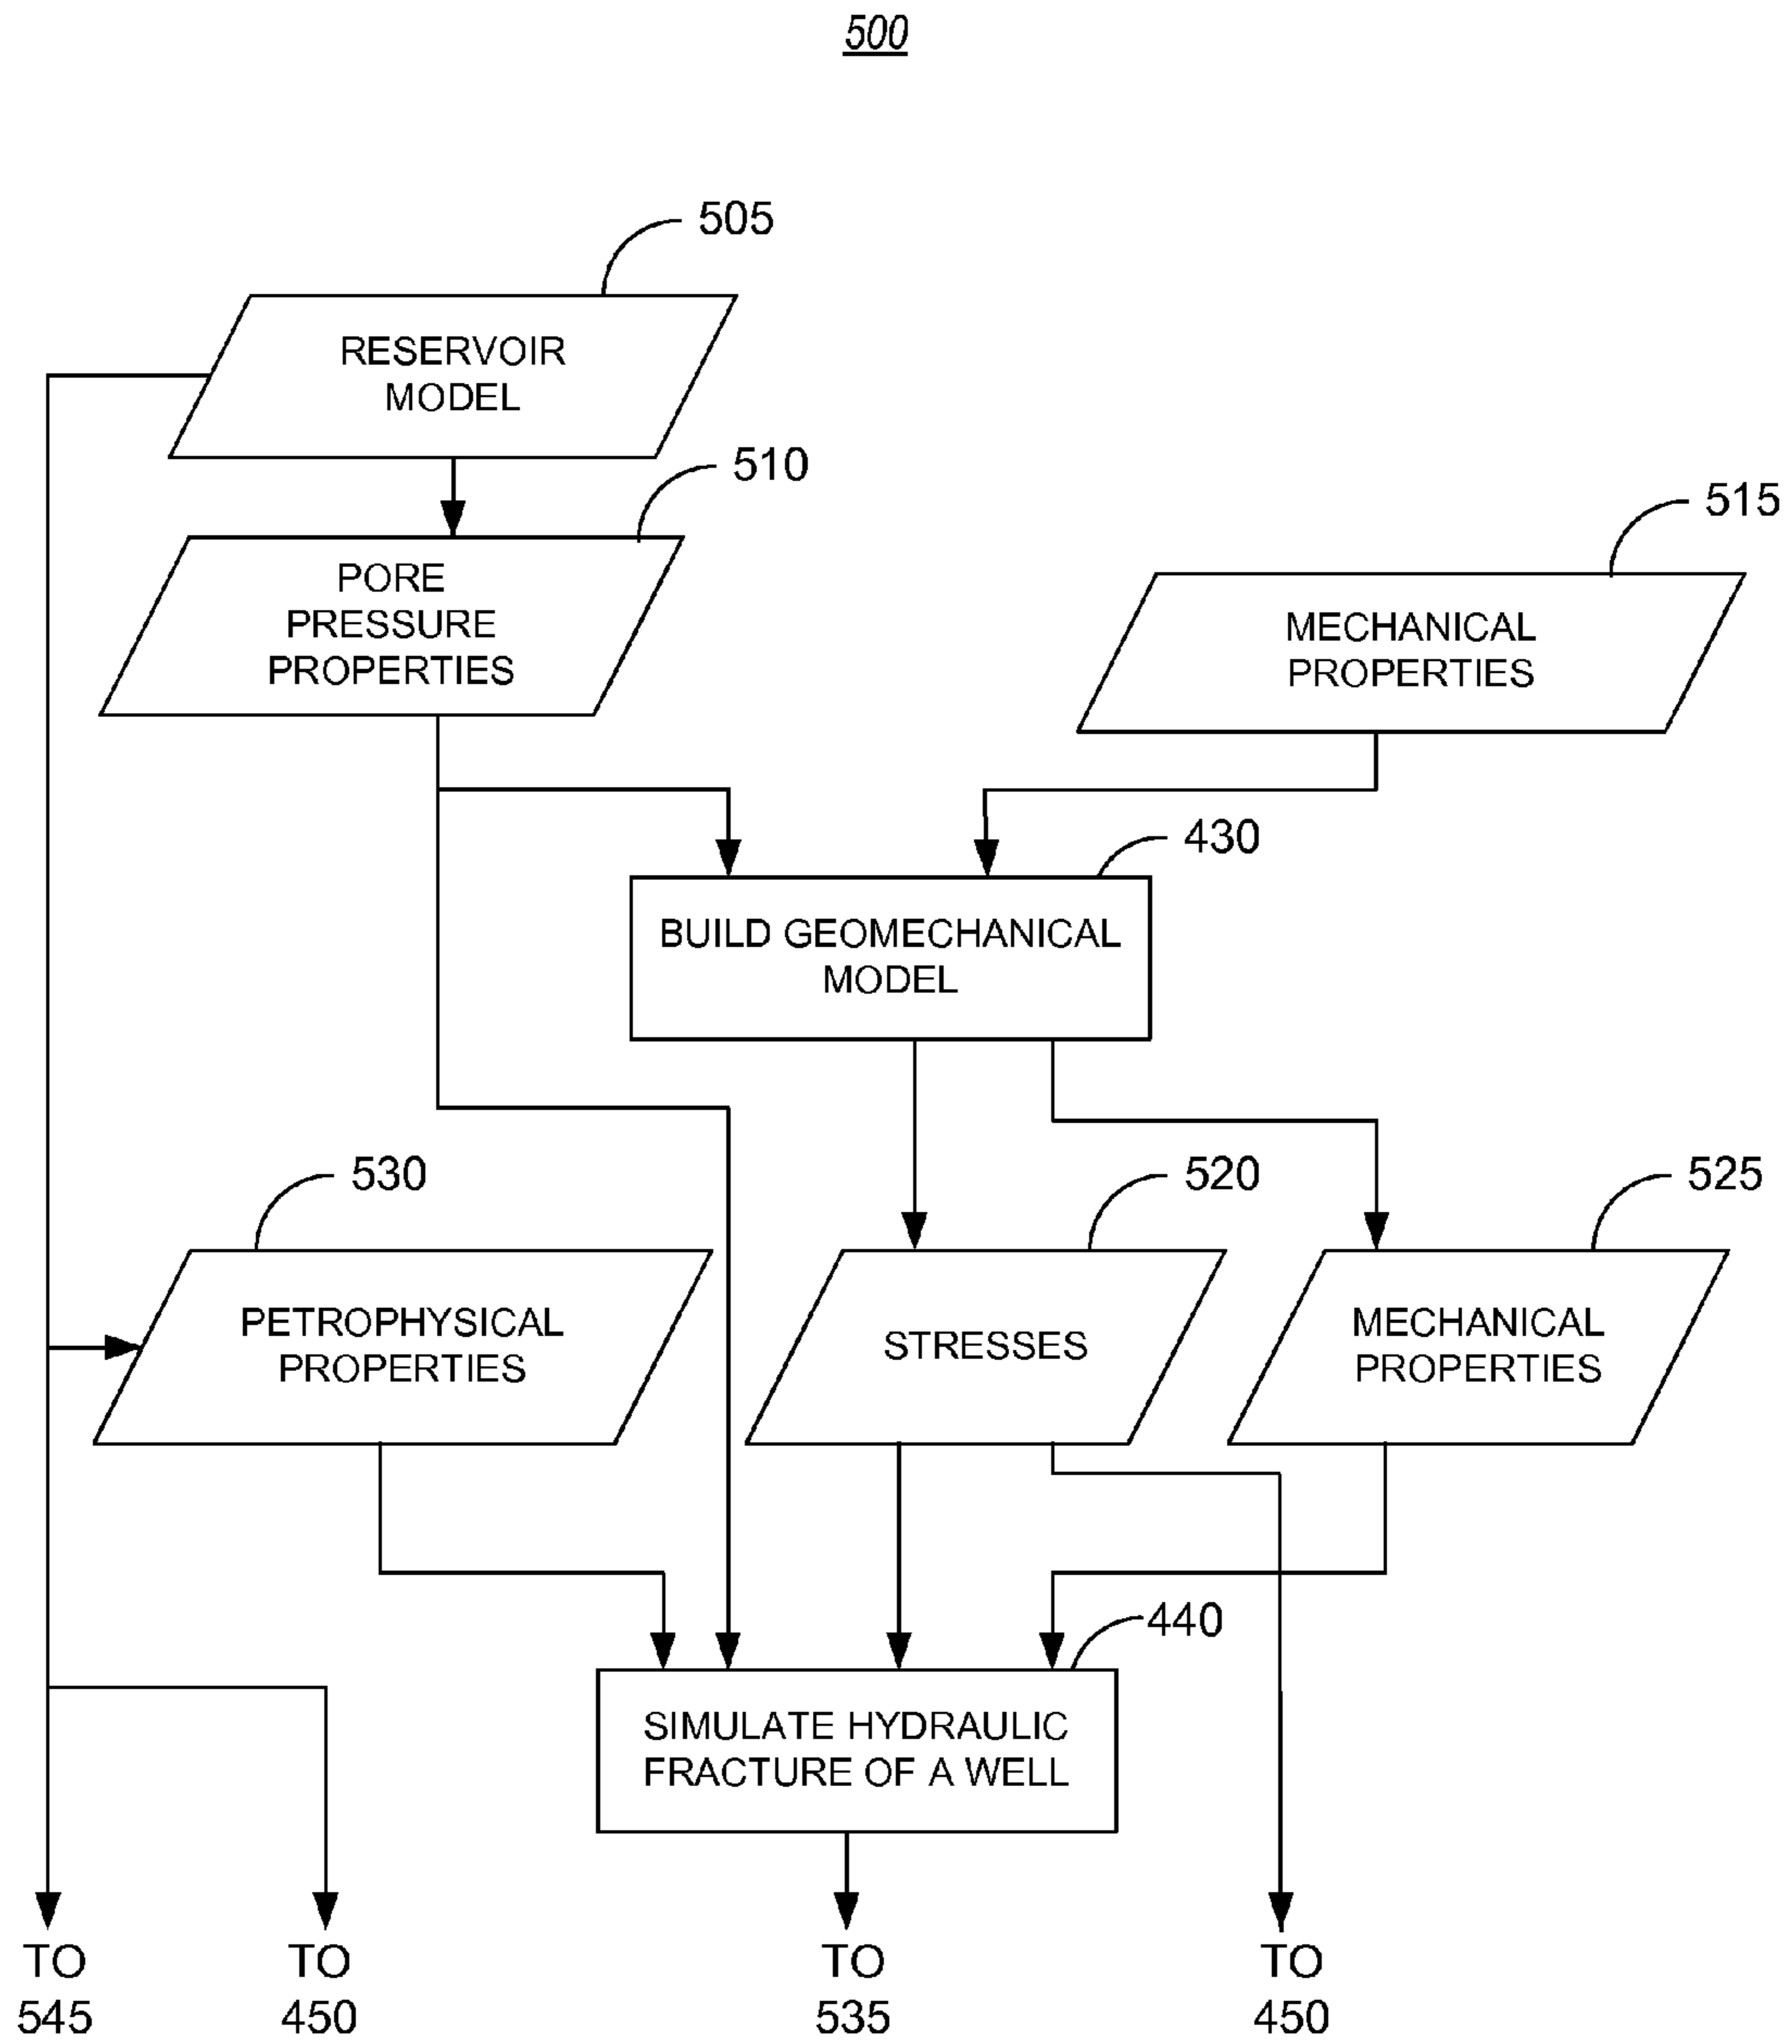 500
505
RESERVOIR
MODEL
510
PORE
PRESSURE
PROPERTIES
515
MECHANICAL
PROPERTIES
430
BUILD GEOMECHANICAL
MODEL
530
PETROPHYSICAL
PROPERTIES
520
STRESSES
525
MECHANICAL
PROPERTIES
440
SIMULATE HYDRAULIC
FRACTURE OF A WELL
TO
545
TO
450
TO
535
TO
450